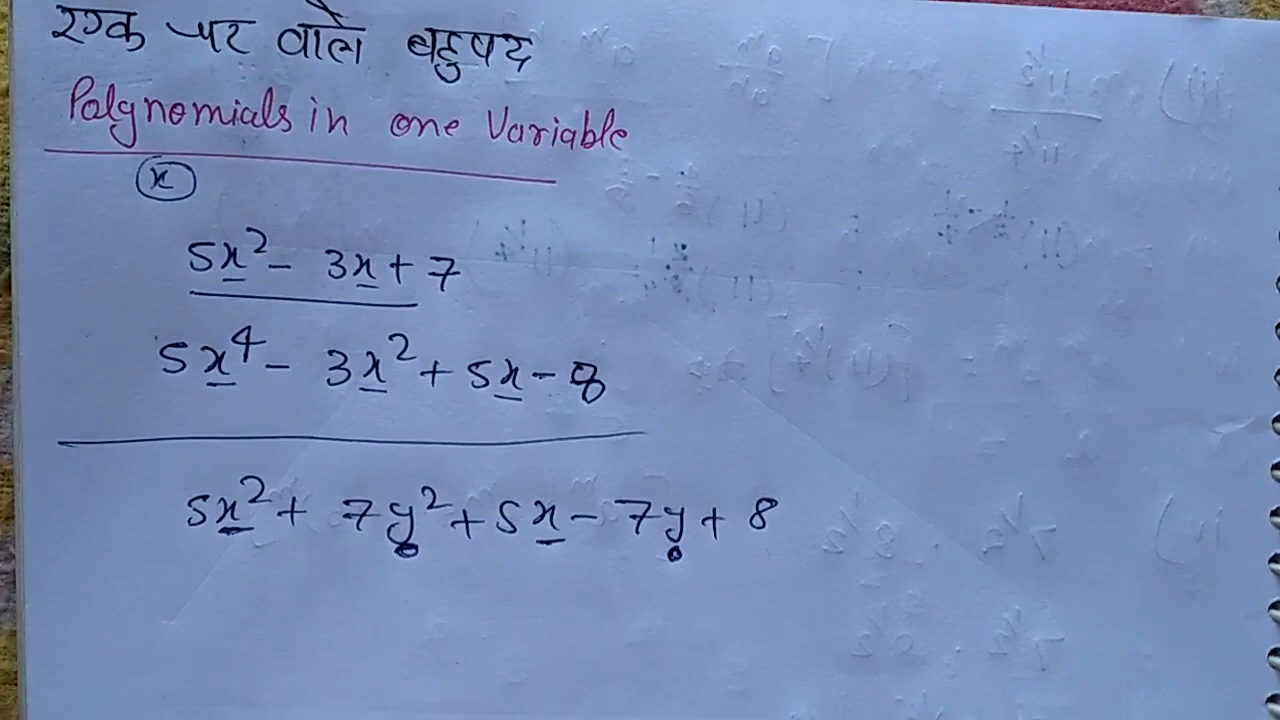 एक चर वाले बहुपद
Polynomials in one Variable
x
5x² - 3x + 7
5x⁴ - 3x² + 5x - 8
5x² + 7y² + 5x - 7y + 8